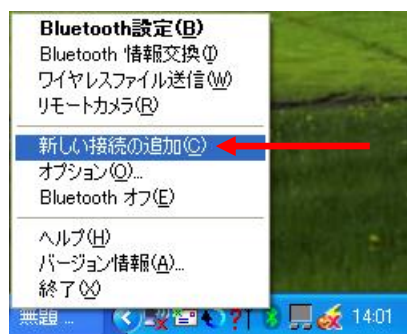 Bluetooth設定(B)
Bluetooth 情報交換(I)
ワイヤレスファイル送信(W)
リモートカメラ(R)
新しい接続の追加(C)
オプション(O)...
Bluetooth オフ(E)
ヘルプ(H)
バージョン情報(A)...
終了(X)
無題 ...
14:01